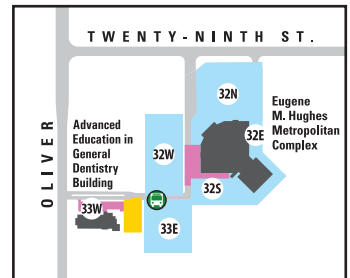 TWENTY-NINTH ST.
OLIVER
32N
Eugene
M. Hughes
Metropolitan
Complex
32E
Advanced
Education in
General
Dentistry
Building
32W
32S
33W
33E